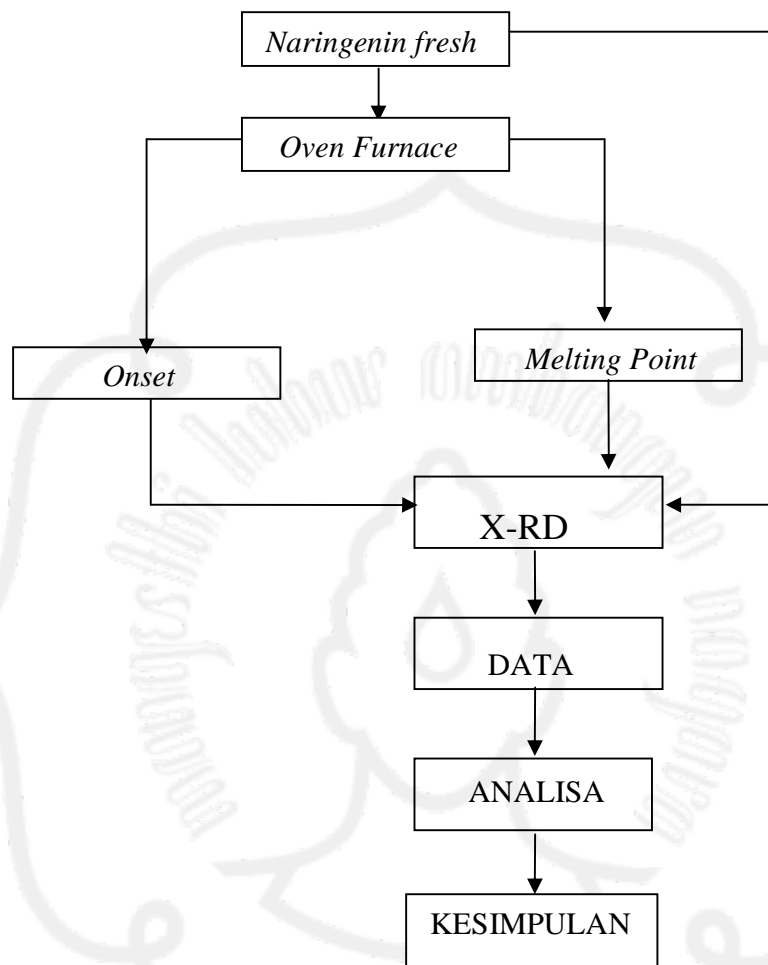 Naringenin fresh
Oven Furnace
Onset
Melting Point
X-RD
DATA
ANALISA
KESIMPULAN